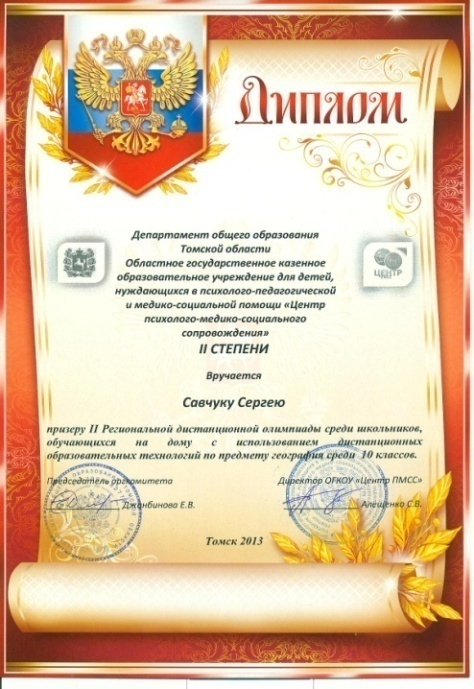 Диплом
Департамент общего образования
Томской области
Областное государственное казенное
образовательное учреждение для детей,
нуждающихся в психолого-педагогической
и медико-социальной помощи «Центр
психолого-медико-социального
сопровождения»
ЦЕНТР
II СТЕПЕНИ
Вручается
Савчуку Сергею
призеру II Региональной дистанционной олимпиады среди школьников,
обучающихся на дому с использованием дистанционных
образовательных технологий по предмету география среди 10 классов.
Председатель оргкомитета
Директор ОГКОУ «Центр ПМСС»
Джанбинова Е.В.
Алещенко С.В.
Томск 2013